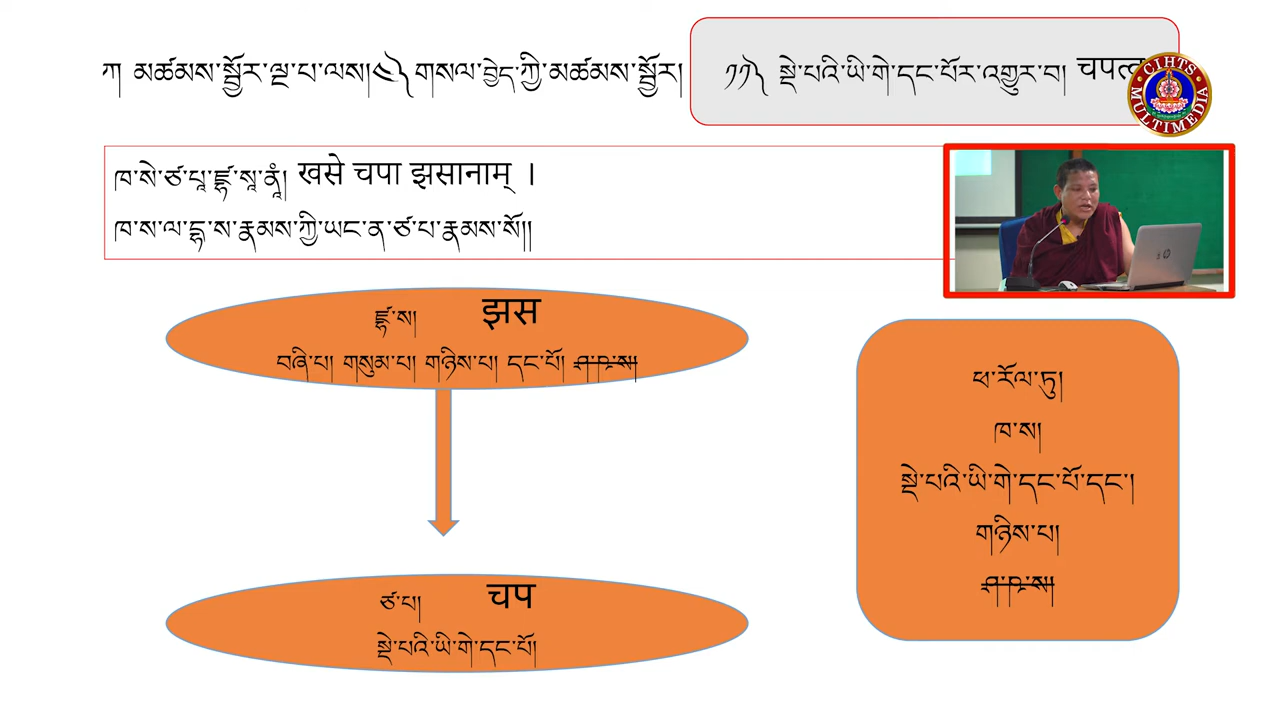 ཀ མཚམས་སྦྱོར་ལྔ་པ་ལས། ༤༽ གསལ་བྱེད་ཀྱི་མཚམས་སྦྱོར།
༡༡༽ སྡེ་པའི་ཡི་གེ་དང་པོར་འགྱུར་བ། चपत्व
CIHTS MULTIMEDIA
ཁ་སེ་ཙ་པཱ་ཛྷ་སཱ་ནཱཾ། खसे चपा झसानाम् ।
ཁ་ས་ལ་ཛྷ་ས་རྣམས་ཀྱི་ཡང་ན་ཙ་པ་རྣམས་སོ།།
ཛྷ་ས། झस
བཞི་པ། གསུམ་པ། གཉིས་པ། དང་པོ། ཤ་ཥ་ས།
ཙ་པ། चप
སྡེ་པའི་ཡི་གེ་དང་པོ།
ཕ་རོལ་ཏུ།
ཁ་ས།
སྡེ་པའི་ཡི་གེ་དང་པོ་དང་།
གཉིས་པ།
ཤ་ཥ་ས།